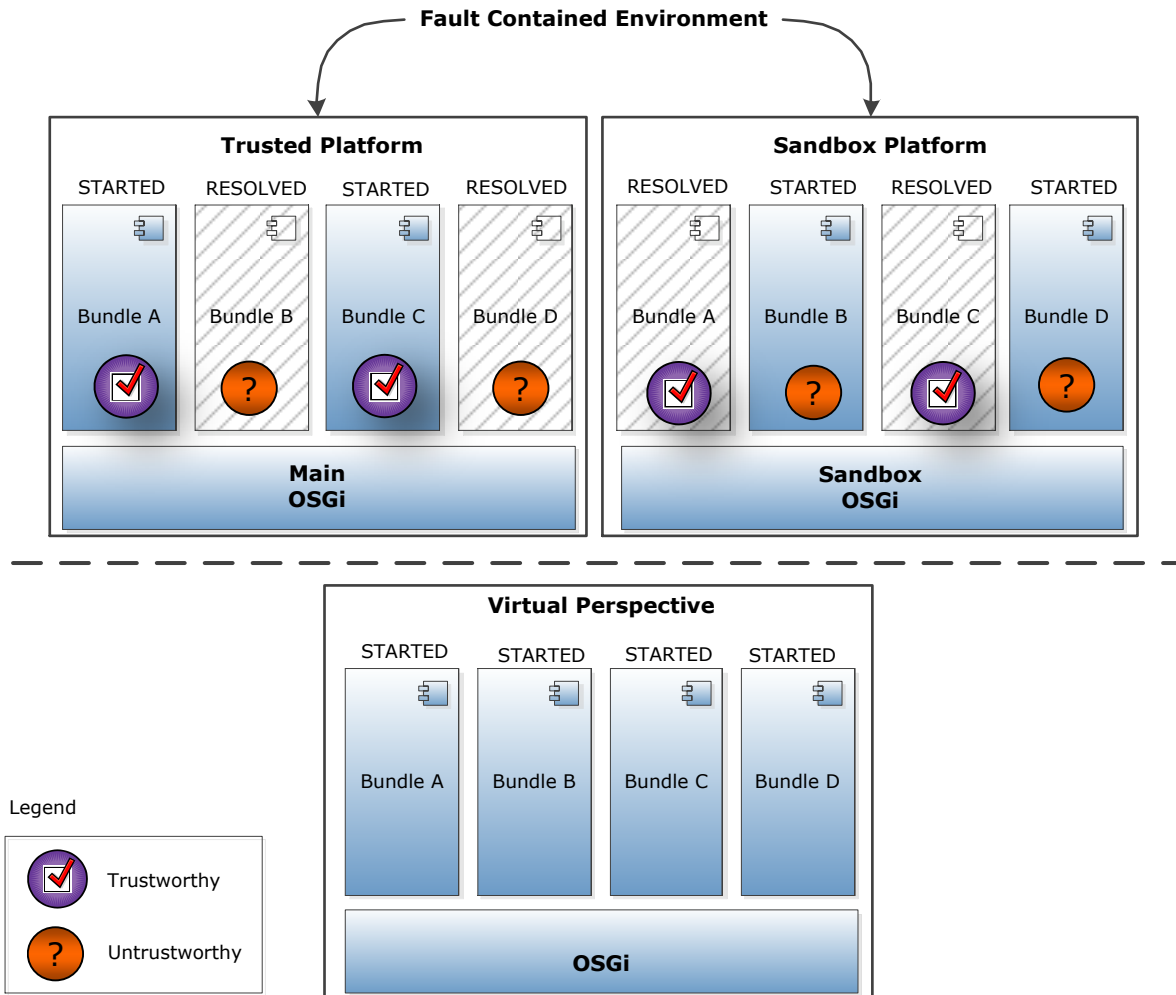 Fault Contained Environment
Trusted Platform
STARTED RESOLVED STARTED RESOLVED
Bundle A Bundle B Bundle C Bundle D
? ?
Main
OSGi
Sandbox Platform
RESOLVED STARTED RESOLVED STARTED
Bundle A Bundle B Bundle C Bundle D
? ?
Sandbox
OSGi
Virtual Perspective
STARTED STARTED STARTED STARTED
Bundle A Bundle B Bundle C Bundle D
OSGi
Legend
Trustworthy
? Untrustworthy